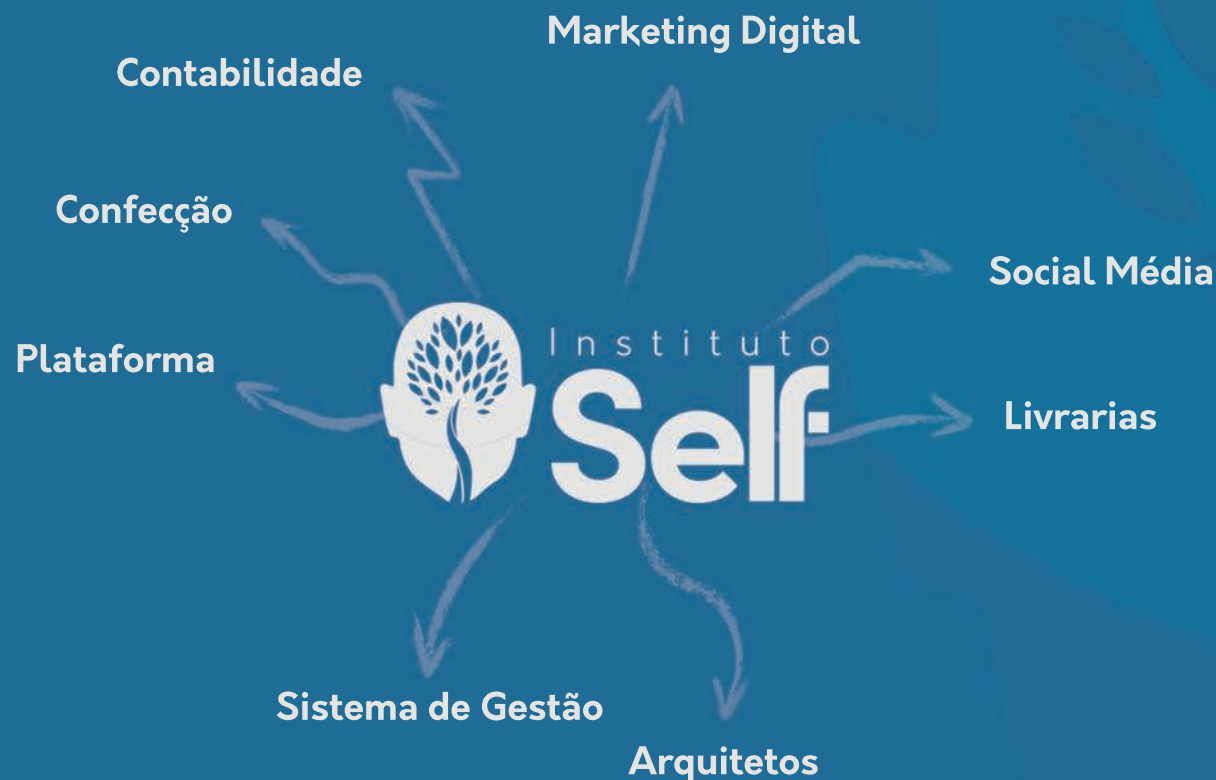 Marketing Digital
Contabilidade
Confecção
Social Média
Instituto
Plataforma
Self
Livrarias
Sistema de Gestão
Arquitetos